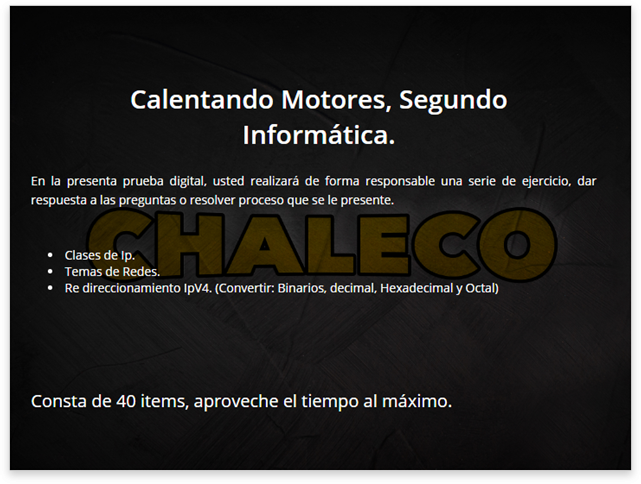 Calentando Motores, Segundo
Informática.
En la presenta prueba digital, usted realizará de forma responsable una serie de ejercicio, dar
respuesta a las preguntas o resolver proceso que se le presente.
CHALECO
• Clases de Ip.
• Temas de Redes.
• Re direccionamiento IpV4. (Convertir: Binarios, decimal, Hexadecimal y Octal)
Consta de 40 items, aproveche el tiempo al máximo.